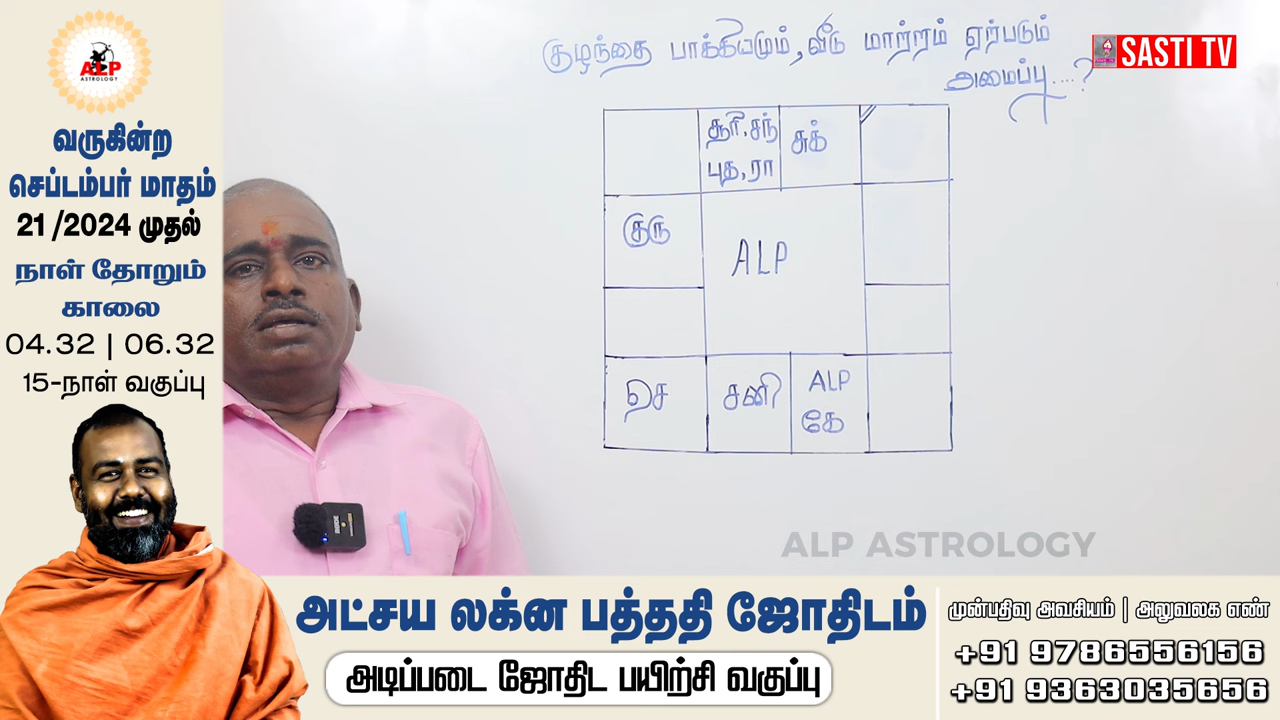 ALP
ASTROLOGY
வருகின்ற
செப்டம்பர் மாதம்
21 /2024 முதல்
நாள் தோறும்
காலை
04.32 | 06.32
15-நாள் வகுப்பு
குழந்தை பாக்கியமும், வீடு மாற்றம் ஏற்படும்
அமைப்பு....?
SASTI TV
சூரி.சந்
புத,ரா
சுக்
குரு
ALP
செ
சனி
ALP
கே
ALP ASTROLOGY
அட்சய லக்ன பத்ததி ஜோதிடம்
அடிப்படை ஜோதிட பயிற்சி வகுப்பு
முன்பதிவு அவசியம் | அலுவலக எண்
+91 9786556156
+91 9363035656